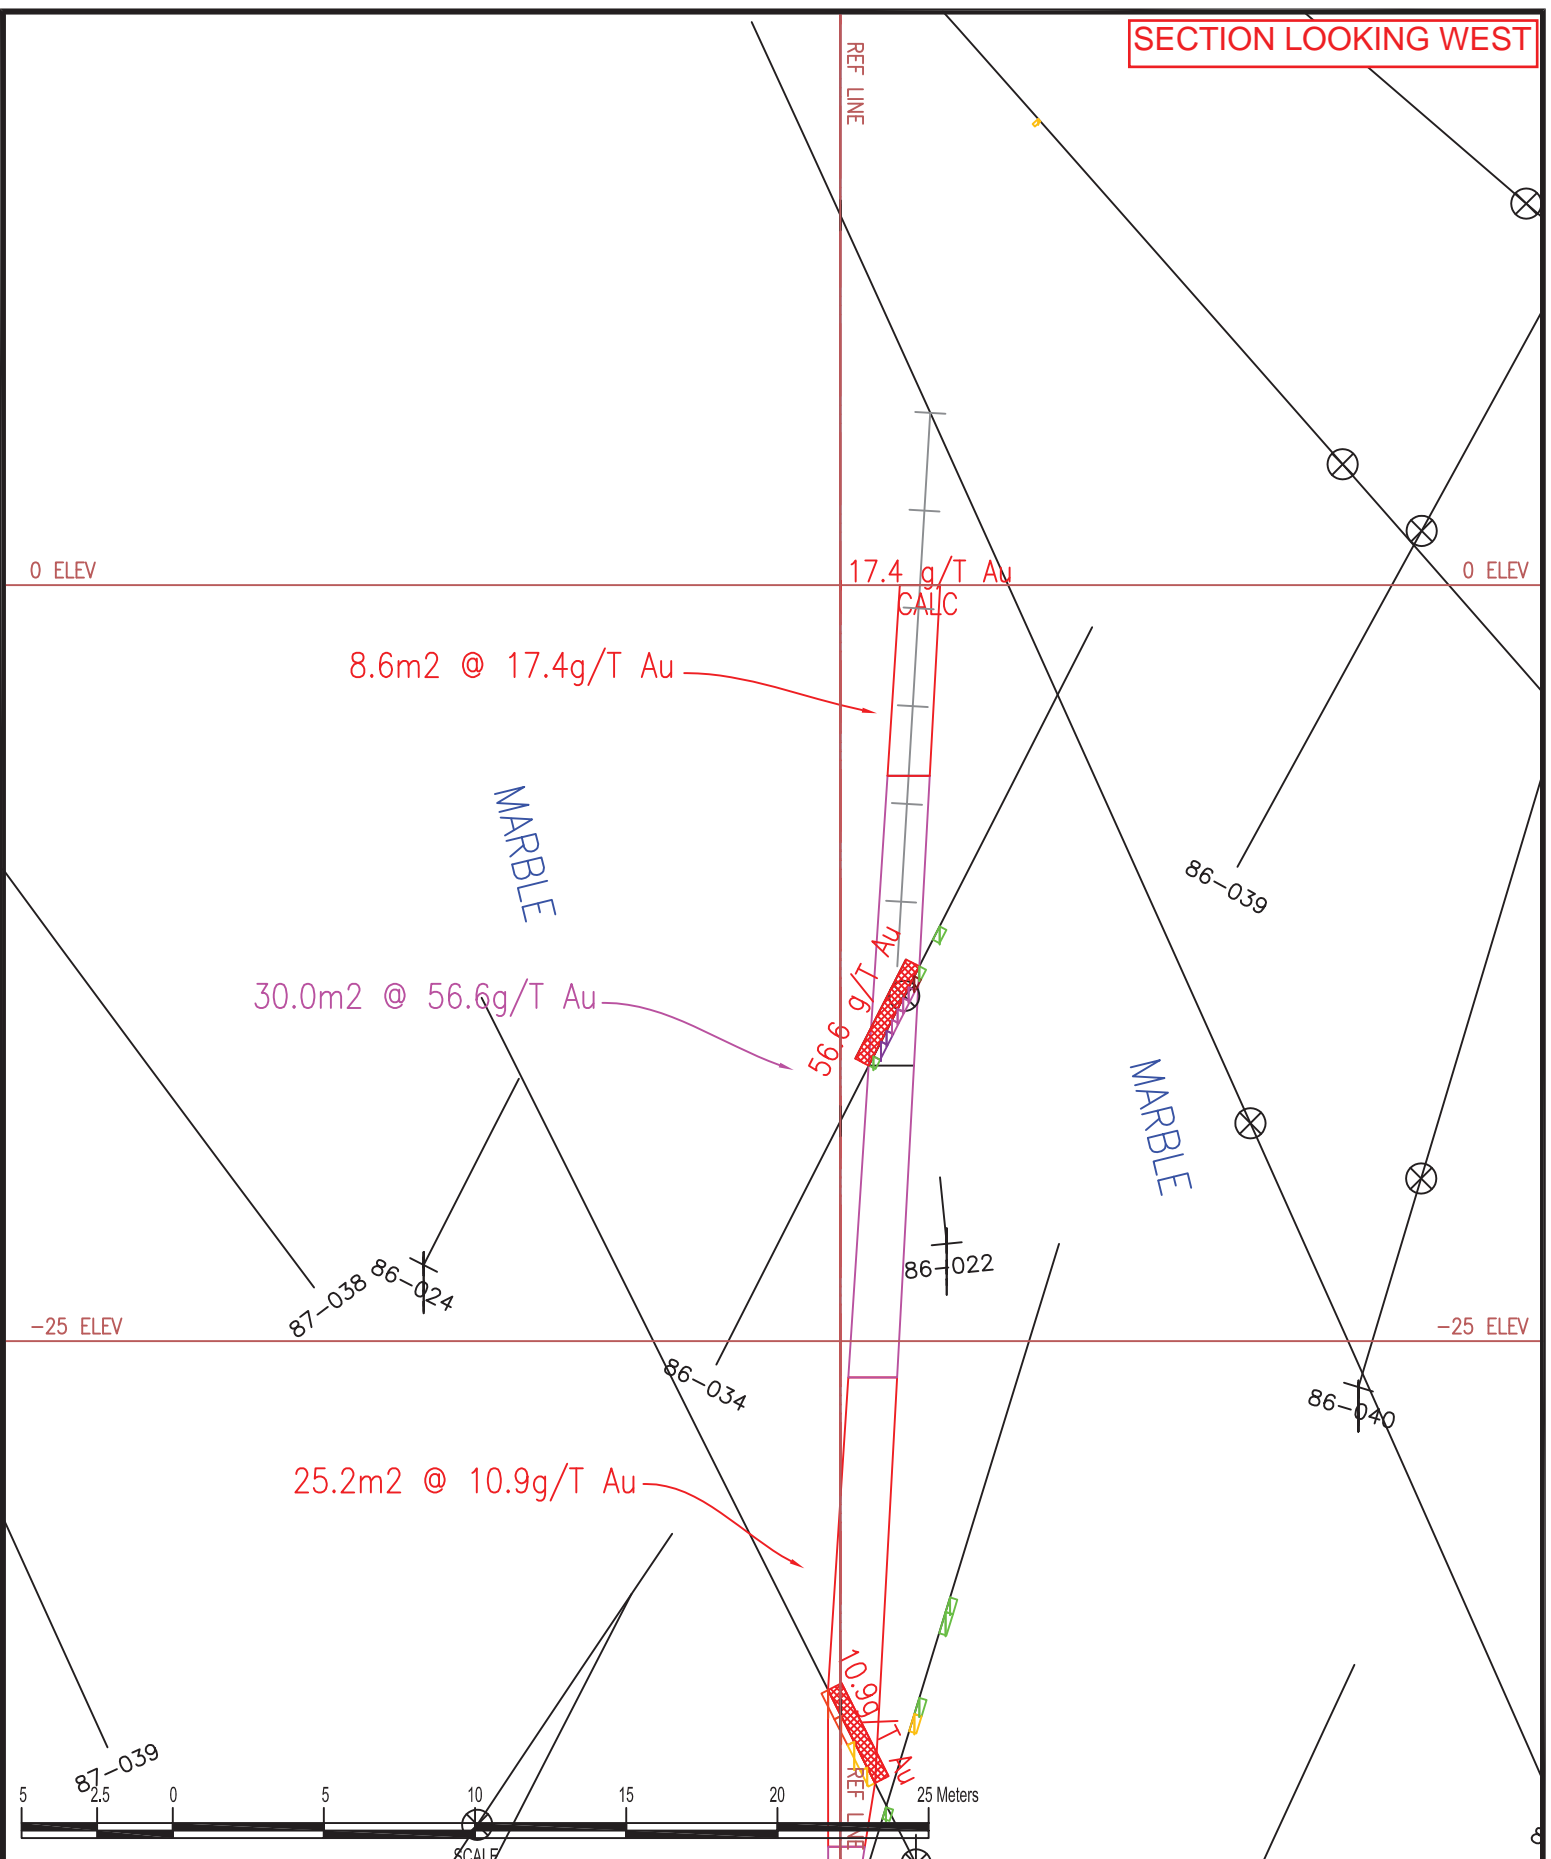 SECTION LOOKING WEST
REF LINE
0 ELEV
17.4 g/T Au
0 ELEV
CALC
8.6m2 @ 17.4g/T Au
MARBLE
86-039
56.6 g/T Au
30.0m2 @ 56.6g/T Au
MARBLE
86-022
86-024
87-038
-25 ELEV
-25 ELEV
86-034
86-040
25.2m2 @ 10.9g/T Au
10.9g/T Au
87-039
REF LINE
5 2.5 0 5 10 15 20 25 Meters
SCALE